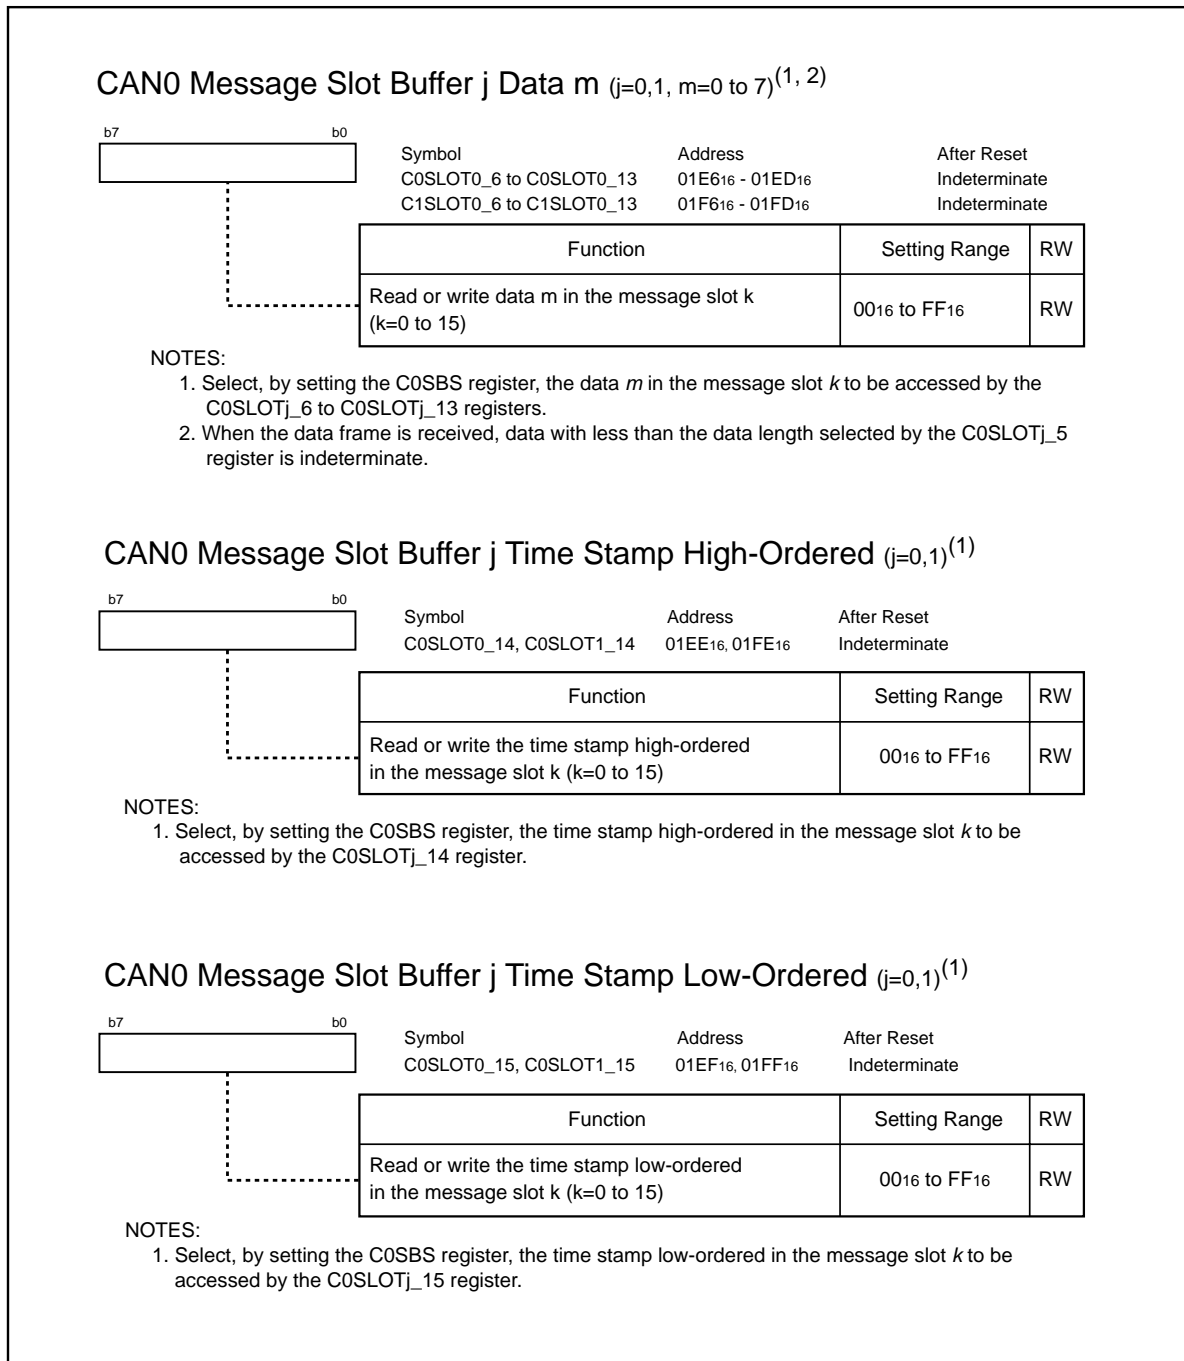 CAN0 Message Slot Buffer j Data m (j=0,1, m=0 to 7)(1, 2)
b7 b0
Symbol Address After Reset
C0SLOT0_6 to C0SLOT0_13 01E616 - 01ED16 Indeterminate
C1SLOT0_6 to C1SLOT0_13 01F616 - 01FD16 Indeterminate
Function Setting Range RW
Read or write data m in the message slot k
(k=0 to 15)
0016 to FF16 RW
NOTES:
1. Select, by setting the C0SBS register, the data m in the message slot k to be accessed by the
C0SLOTj_6 to C0SLOTj_13 registers.
2. When the data frame is received, data with less than the data length selected by the C0SLOTj_5
register is indeterminate.
CAN0 Message Slot Buffer j Time Stamp High-Ordered (j=0,1)(1)
b7 b0
Symbol Address After Reset
C0SLOT0_14, C0SLOT1_14 01EE16, 01FE16 Indeterminate
Function Setting Range RW
Read or write the time stamp high-ordered
in the message slot k (k=0 to 15)
0016 to FF16 RW
NOTES:
1. Select, by setting the C0SBS register, the time stamp high-ordered in the message slot k to be
accessed by the C0SLOTj_14 register.
CAN0 Message Slot Buffer j Time Stamp Low-Ordered (j=0,1)(1)
b7 b0
Symbol Address After Reset
C0SLOT0_15, C0SLOT1_15 01EF16, 01FF16 Indeterminate
Function Setting Range RW
Read or write the time stamp low-ordered
in the message slot k (k=0 to 15)
0016 to FF16 RW
NOTES:
1. Select, by setting the C0SBS register, the time stamp low-ordered in the message slot k to be
accessed by the C0SLOTj_15 register.